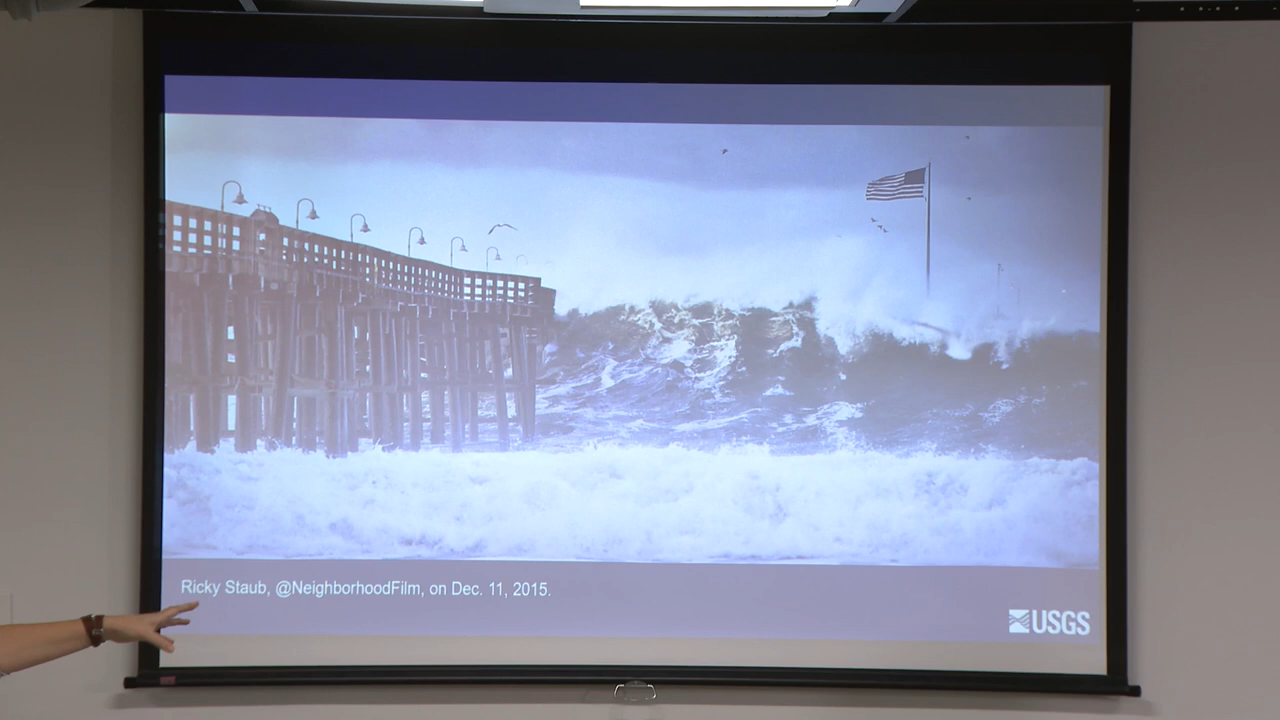 Ricky Staub, @NeighborhoodFilm, on Dec. 11, 2015.
USGS